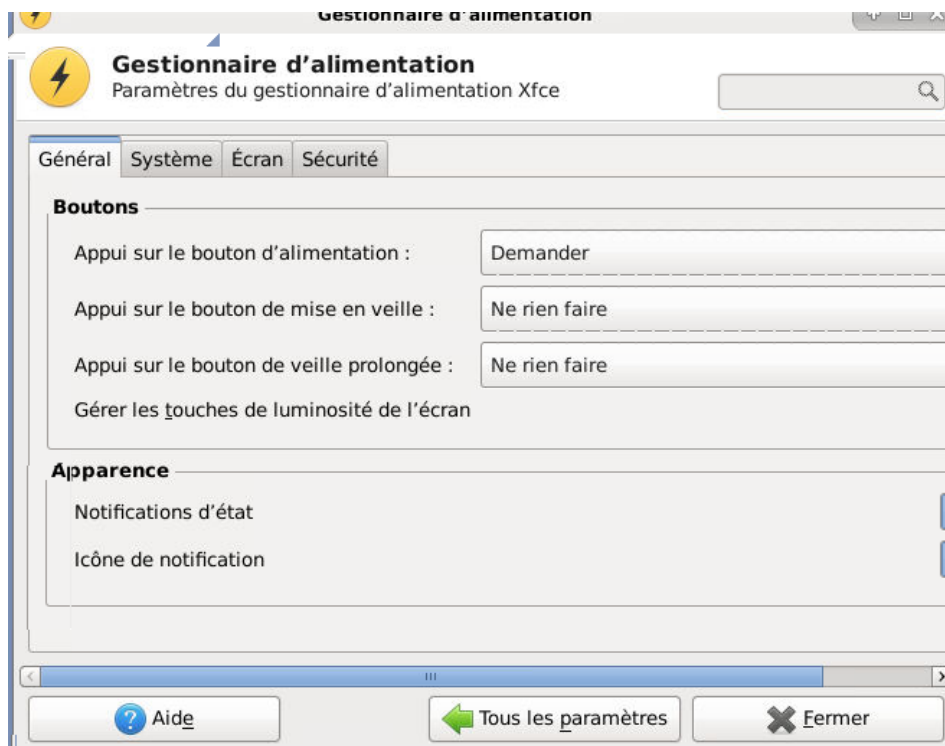 Gestionnaire d’alimentation
Gestionnaire d’alimentation
Paramètres du gestionnaire d’alimentation Xfce
Général Système Écran Sécurité
Boutons
Appui sur le bouton d’alimentation : Demander
Appui sur le bouton de mise en veille : Ne rien faire
Appui sur le bouton de veille prolongée : Ne rien faire
Gérer les touches de luminosité de l’écran
Apparence
Notifications d’état
Icône de notification
Aide Tous les paramètres Fermer